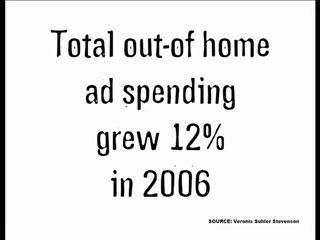 Total out-of home
ad spending
grew 12%
in 2006
SOURCE: Veronis Suhler Stevenson